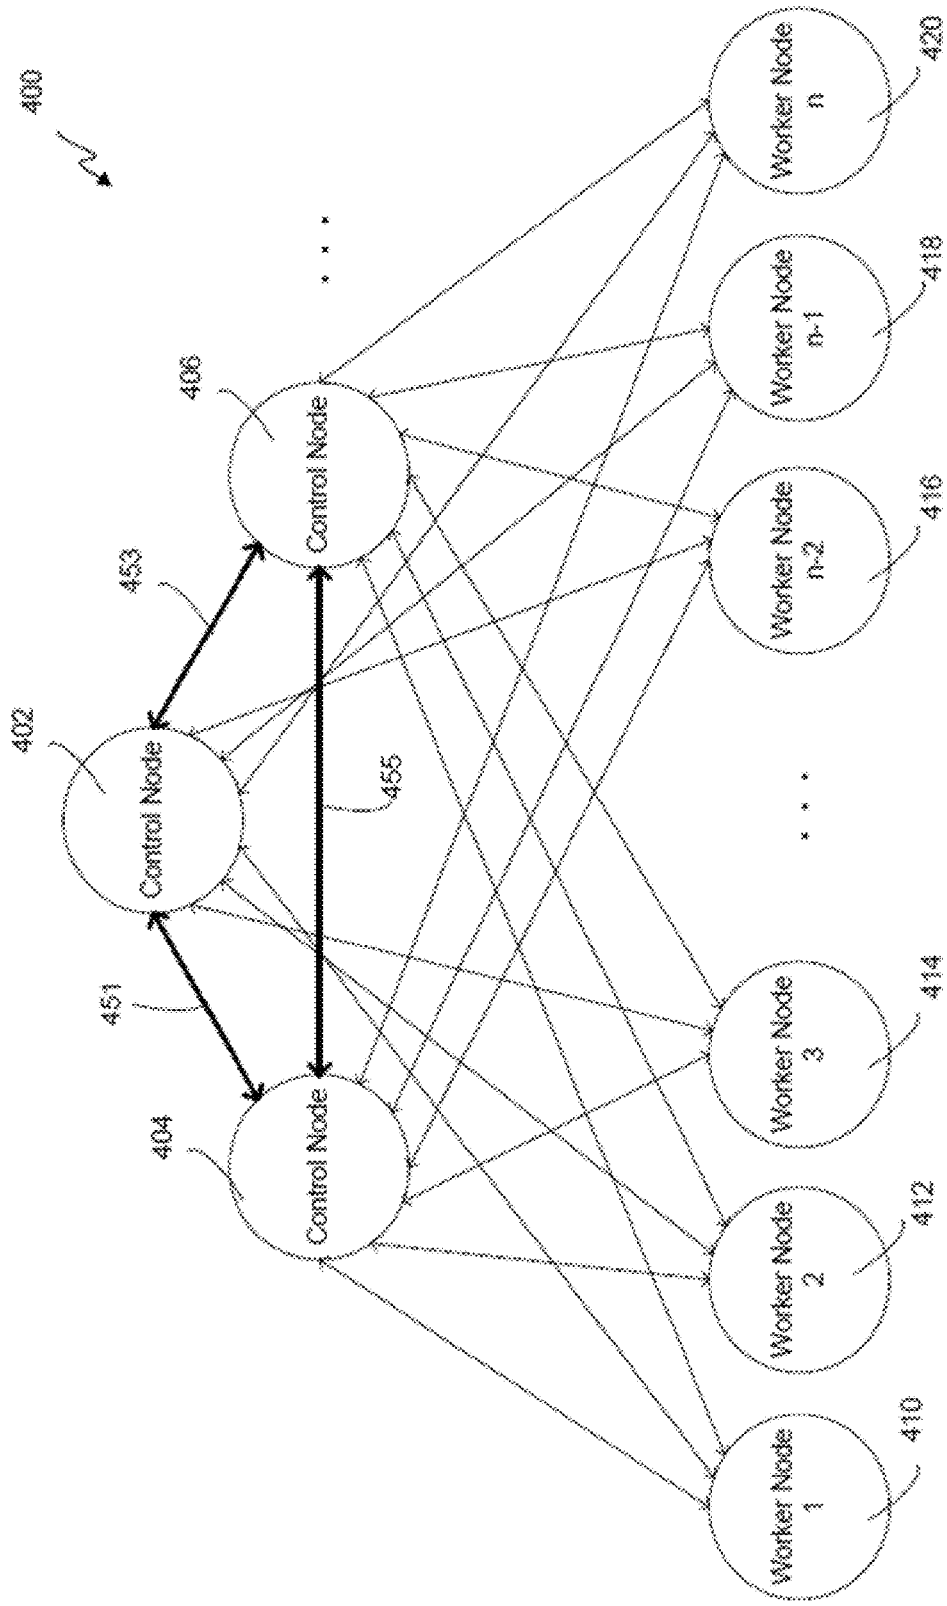 400
402
Control Node
451
453
404
Control Node
406
Control Node
. . .
455
Worker Node
1
410
Worker Node
2
412
Worker Node
3
414
. . .
Worker Node
n-2
416
Worker Node
n-1
418
Worker Node
n
420